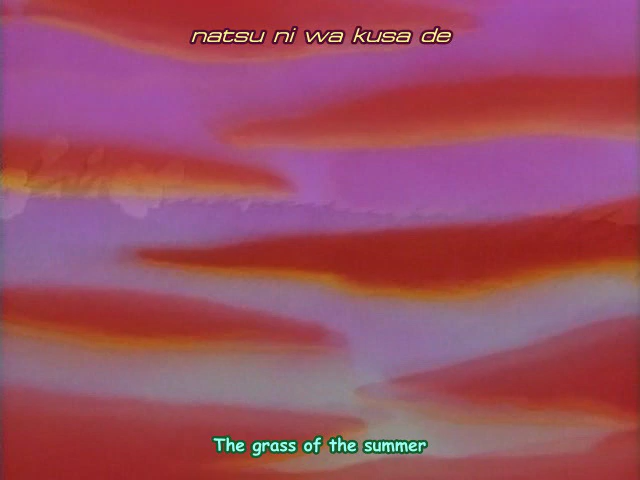 natsu ni wa kusa de
The grass of the summer